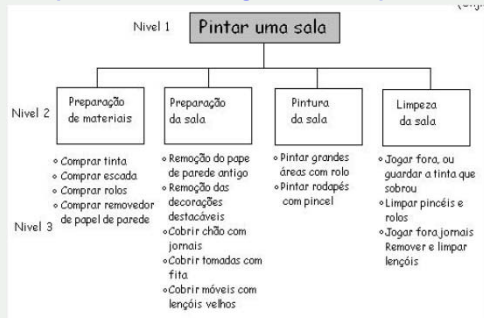 Nivel 1
Pintar uma sala
Nivel 2
Preparação
de materiais
Preparação
da sala
Pintura
da sala
Limpeza
da sala
Nivel 3
∘ Comprar tinta
∘ Comprar escada
∘ Comprar rolos
∘ Comprar removedor
de papel de parede
∘ Remoção do pape
de parede antigo
∘ Remoção das
decorações
destacáveis
∘ Cobrir chão com
jornais
∘ Cobrir tomadas com
fita
∘ Cobrir móveis com
lençóis velhos
∘ Pintar grandes
áreas com rolo
∘ Pintar rodapés
com pincel
∘ Jogar fora, ou
guardar a tinta que
sobrou
∘ Limpar pincéis e
rolos
∘ Jogar fora jornais
Remover e limpar
lençóis